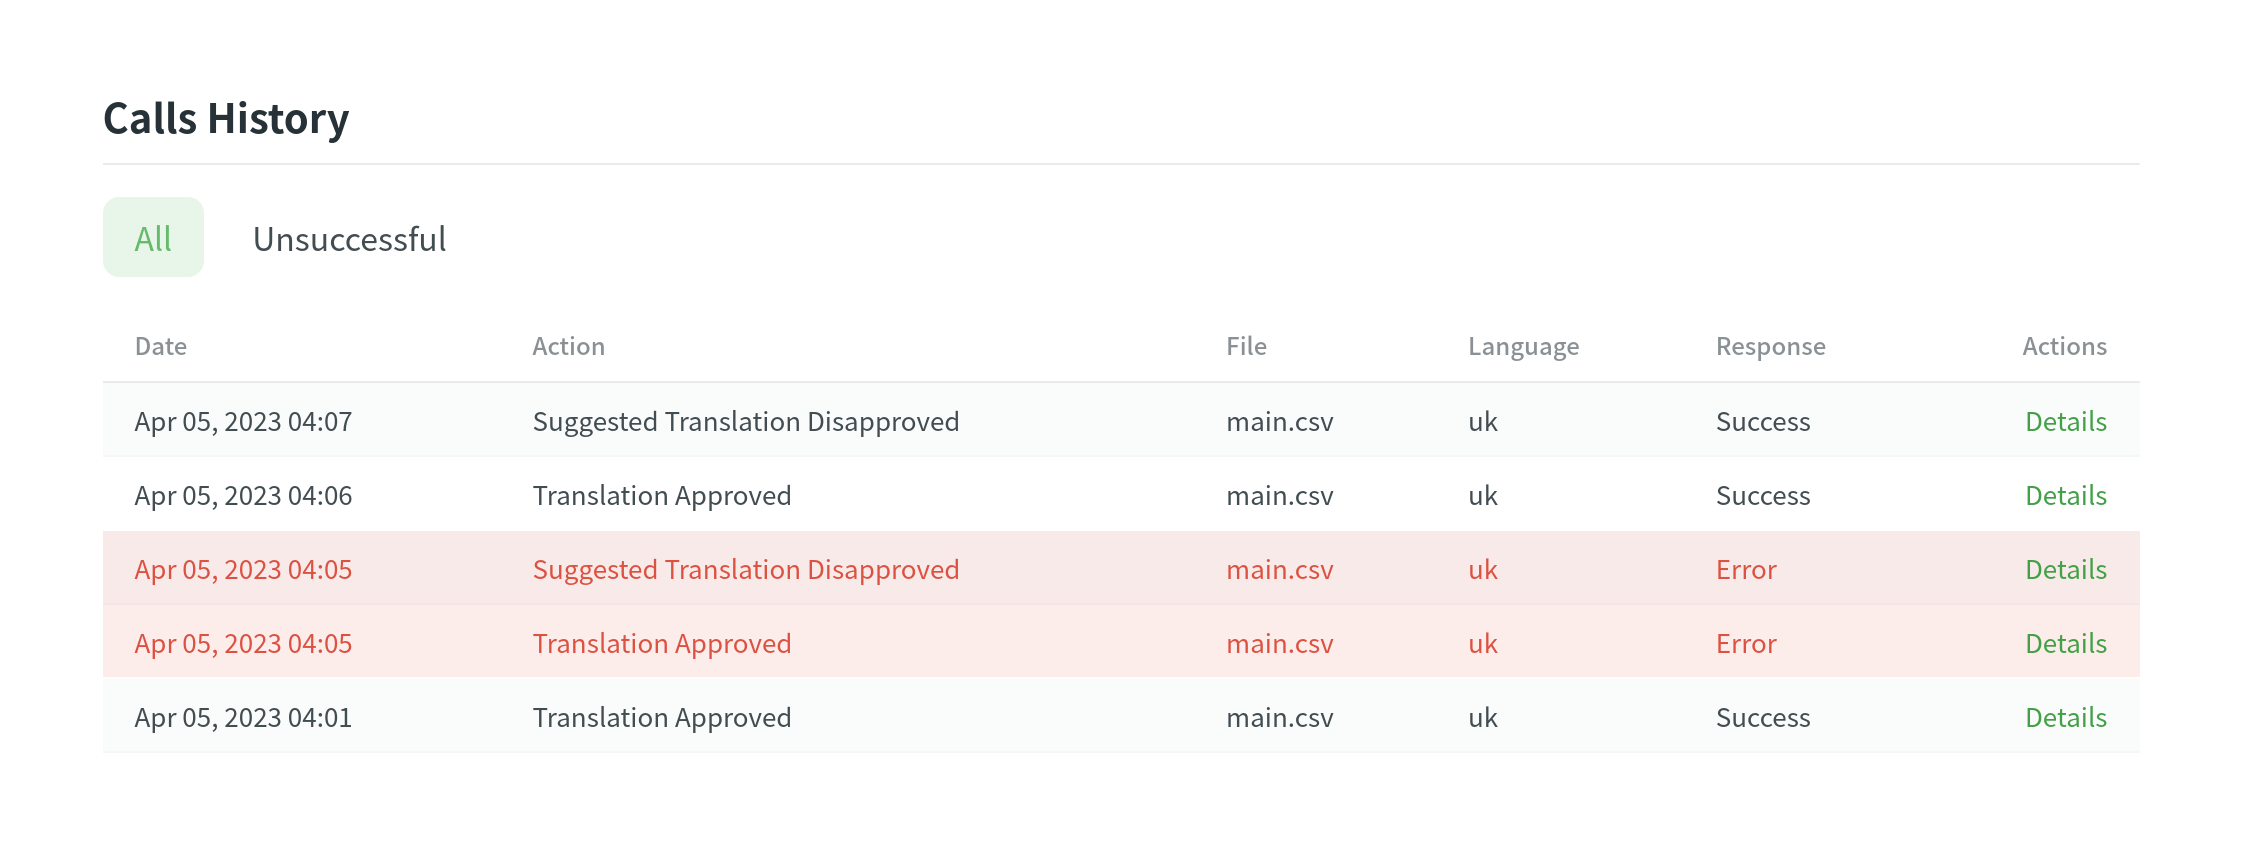 Calls History
All Unsuccessful
Date Action File Language Response Actions
Apr 05, 2023 04:07 Suggested Translation Disapproved main.csv uk Success Details
Apr 05, 2023 04:06 Translation Approved main.csv uk Success Details
Apr 05, 2023 04:05 Suggested Translation Disapproved main.csv uk Error Details
Apr 05, 2023 04:05 Translation Approved main.csv uk Error Details
Apr 05, 2023 04:01 Translation Approved main.csv uk Success Details